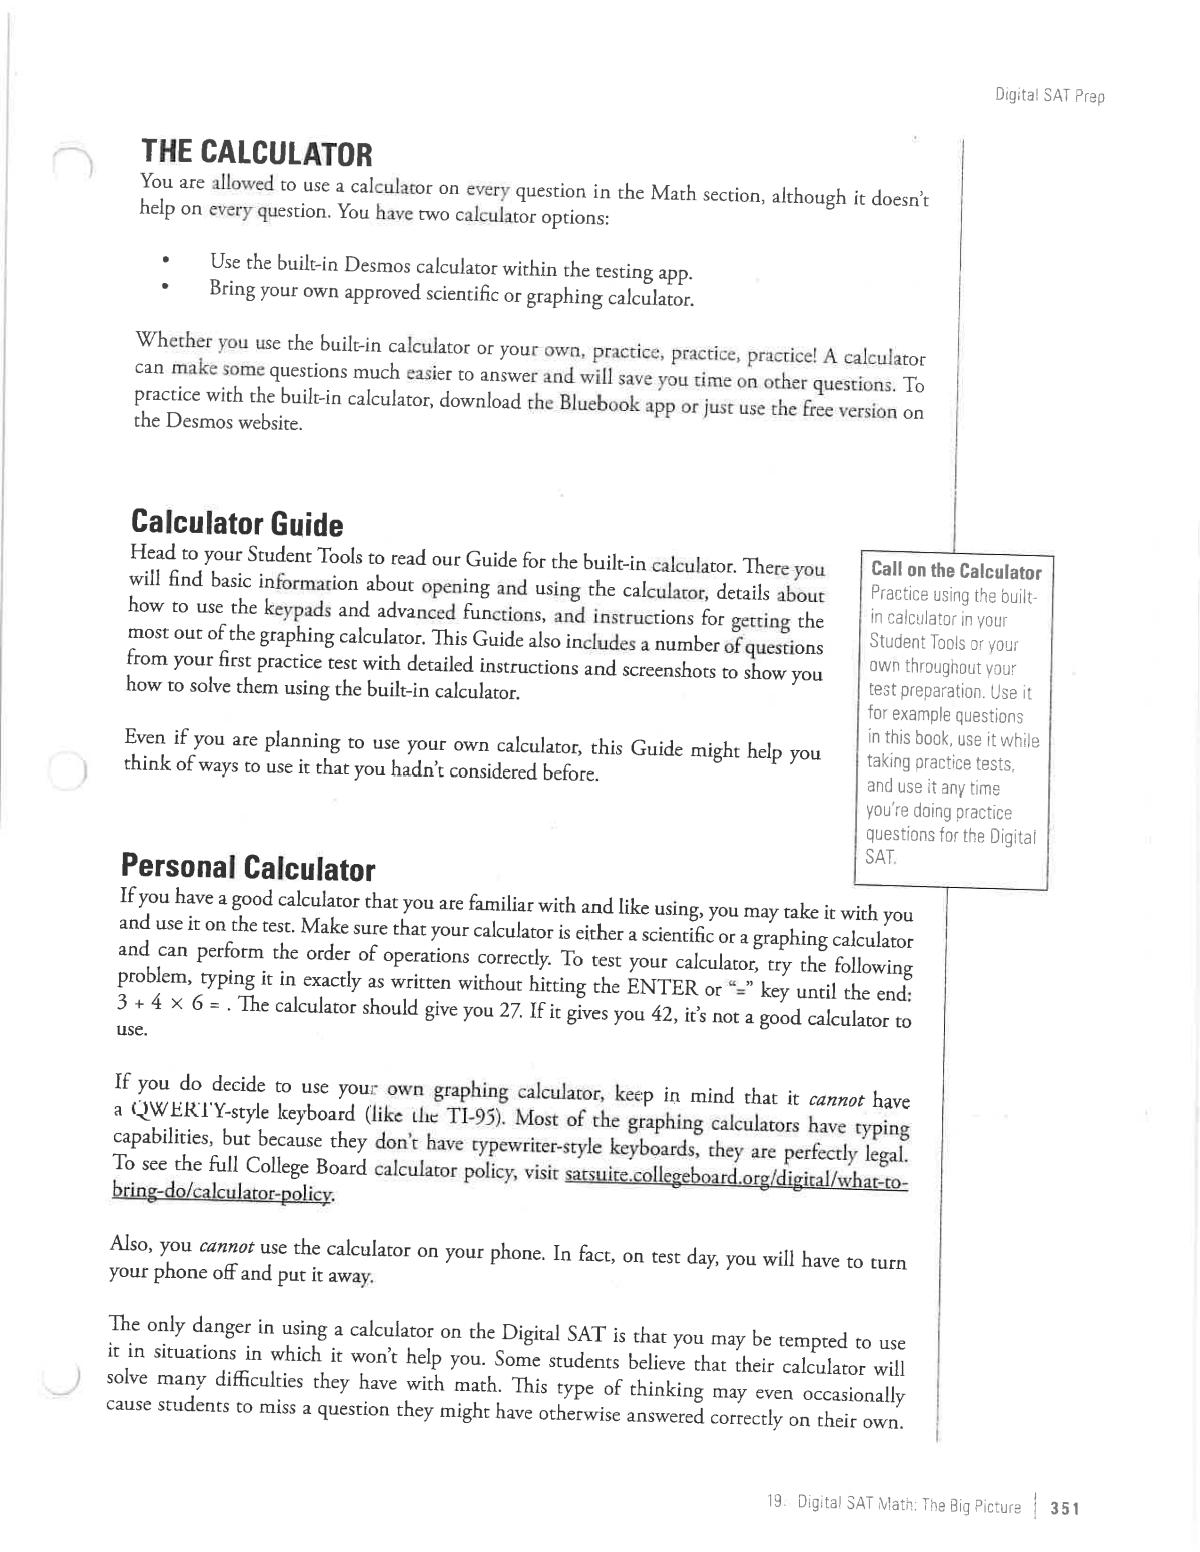 Digital SAT Prep
THE CALCULATOR
You are allowed to use a calculator on every question in the Math section, although it doesn't
help on every question. You have two calculator options:
• Use the built-in Desmos calculator within the testing app.
• Bring your own approved scientific or graphing calculator.
Whether you use the built-in calculator or your own, practice, practice, practice! A calculator
can make some questions much easier to answer and will save you time on other questions. To
practice with the built-in calculator, download the Bluebook app or just use the free version on
the Desmos website.
Calculator Guide
Head to your Student Tools to read our Guide for the built-in calculator. There you
will find basic information about opening and using the calculator, details about
how to use the keypads and advanced functions, and instructions for getting the
most out of the graphing calculator. This Guide also includes a number of questions
from your first practice test with detailed instructions and screenshots to show you
how to solve them using the built-in calculator.
Even if you are planning to use your own calculator, this Guide might help you
think of ways to use it that you hadn't considered before.
Call on the Calculator
Practice using the built-
in calculator in your
Student Tools or your
own throughout your
test preparation. Use it
for example questions
in this book, use it while
taking practice tests,
and use it any time
you're doing practice
questions for the Digital
SAT.
Personal Calculator
If you have a good calculator that you are familiar with and like using, you may take it with you
and use it on the test. Make sure that your calculator is either a scientific or a graphing calculator
and can perform the order of operations correctly. To test your calculator, try the following
problem, typing it in exactly as written without hitting the ENTER or "=" key until the end:
3 + 4 × 6 = . The calculator should give you 27. If it gives you 42, it's not a good calculator to
use.
If you do decide to use your own graphing calculator, keep in mind that it cannot have
a QWERTY-style keyboard (like the TI-95). Most of the graphing calculators have typing
capabilities, but because they don't have typewriter-style keyboards, they are perfectly legal.
To see the full College Board calculator policy, visit satsuite.collegeboard.org/digital/what-to-
bring-do/calculator-policy.
Also, you cannot use the calculator on your phone. In fact, on test day, you will have to turn
your phone off and put it away.
The only danger in using a calculator on the Digital SAT is that you may be tempted to use
it in situations in which it won't help you. Some students believe that their calculator will
solve many difficulties they have with math. This type of thinking may even occasionally
cause students to miss a question they might have otherwise answered correctly on their own.
19. Digital SAT Math: The Big Picture | 351